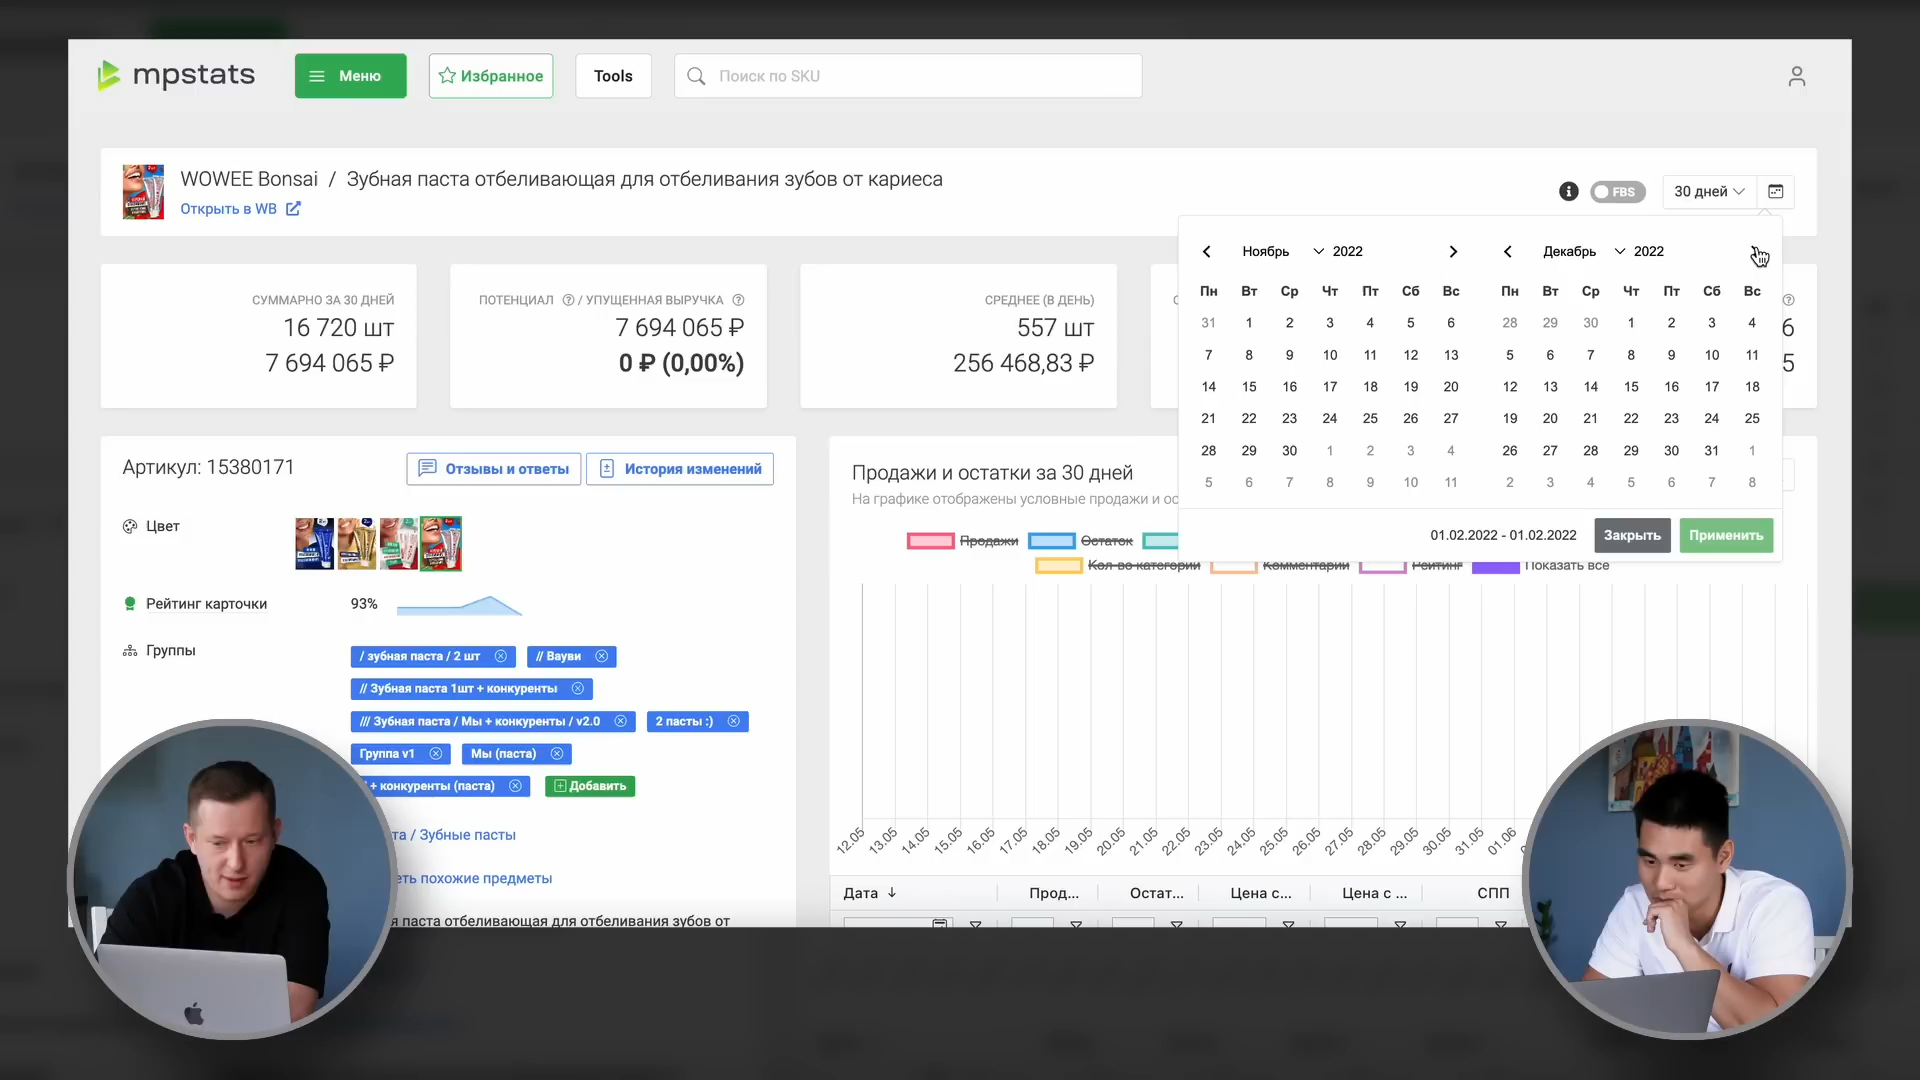 mpstats
Меню
Избранное
Tools
Поиск по SKU
WOWEE Bonsai / Зубная паста отбеливающая для отбеливания зубов от кариеса
Открыть в WB
FBS
30 дней
СУММАРНО ЗА 30 ДНЕЙ
16 720 шт
7 694 065 ₽
ПОТЕНЦИАЛ / УПУЩЕННАЯ ВЫРУЧКА
7 694 065 ₽
0 ₽ (0,00%)
СРЕДНЕЕ (В ДЕНЬ)
557 шт
256 468,83 ₽
6
5
Ноябрь 2022
Пн Вт Ср Чт Пт Сб Вс
31 1 2 3 4 5 6
7 8 9 10 11 12 13
14 15 16 17 18 19 20
21 22 23 24 25 26 27
28 29 30 1 2 3 4
5 6 7 8 9 10 11
Декабрь 2022
Пн Вт Ср Чт Пт Сб Вс
28 29 30 1 2 3 4
5 6 7 8 9 10 11
12 13 14 15 16 17 18
19 20 21 22 23 24 25
26 27 28 29 30 31 1
2 3 4 5 6 7 8
01.02.2022 - 01.02.2022
Закрыть
Применить
Артикул: 15380171
Отзывы и ответы
История изменений
Цвет
Рейтинг карточки
93%
Группы
/ зубная паста / 2 шт
// Вауви
// Зубная паста 1шт + конкуренты
/// Зубная паста / Мы + конкуренты / v2.0
2 пасты :)
Группа v1
Мы (паста)
+ конкуренты (паста)
Добавить
та / Зубные пасты
еть похожие предметы
я паста отбеливающая для отбеливания зубов от
Продажи и остатки за 30 дней
На графике отображены условные продажи и ос
Продажи
Остаток
Кол-во категорий
Комментарии
Рейтинг
Показать все
12.05 13.05 14.05 15.05 16.05 17.05 18.05 19.05 20.05 21.05 22.05 23.05 24.05 25.05 26.05 27.05 28.05 29.05 30.05 31.05 01.06
Дата Прод... Остат... Цена с... Цена с ... СПП